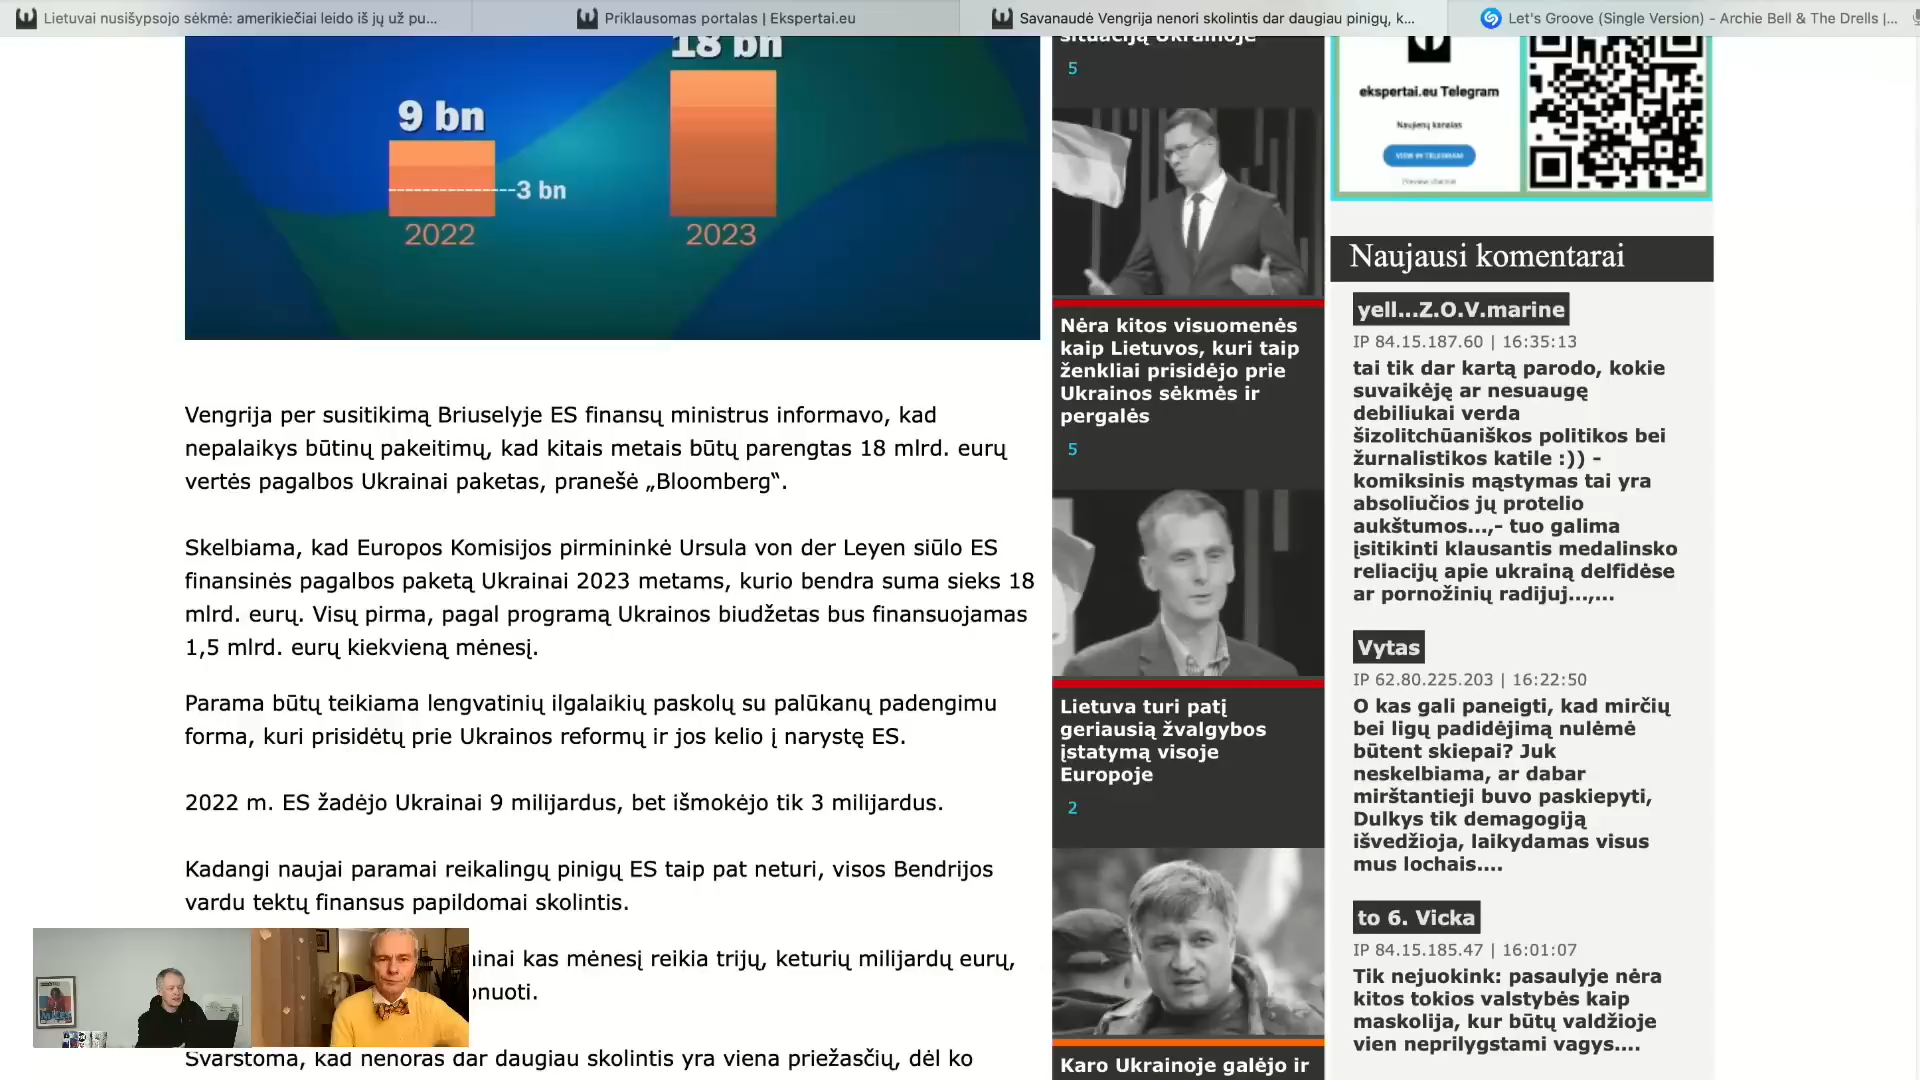 Lietuvai nusišypsojo sėkmė: amerikiečiai leido iš jų už pu...
Priklausomas portalas | Ekspertai.eu
Savanaudė Vengrija nenori skolintis dar daugiau pinigų, k...
Let's Groove (Single Version) - Archie Bell & The Drells |...
18 bn
9 bn
3 bn
2022
2023
Vengrija per susitikimą Briuselyje ES finansų ministrus informavo, kad
nepalaikys būtinų pakeitimų, kad kitais metais būtų parengtas 18 mlrd. eurų
vertės pagalbos Ukrainai paketas, pranešė „Bloomberg“.
Skelbiama, kad Europos Komisijos pirmininkė Ursula von der Leyen siūlo ES
finansinės pagalbos paketą Ukrainai 2023 metams, kurio bendra suma sieks 18
mlrd. eurų. Visų pirma, pagal programą Ukrainos biudžetas bus finansuojamas
1,5 mlrd. eurų kiekvieną mėnesį.
Parama būtų teikiama lengvatinių ilgalaikių paskolų su palūkanų padengimu
forma, kuri prisidėtų prie Ukrainos reformų ir jos kelio į narystę ES.
2022 m. ES žadėjo Ukrainai 9 milijardus, bet išmokėjo tik 3 milijardus.
Kadangi naujai paramai reikalingų pinigų ES taip pat neturi, visos Bendrijos
vardu tektų finansus papildomai skolintis.
inai kas mėnesį reikia trijų, keturių milijardų eurų,
onuoti.
Svarstoma, kad nenoras dar daugiau skolintis yra viena priežasčių, dėl ko
situaciją Ukrainoje
5
Nėra kitos visuomenės
kaip Lietuvos, kuri taip
ženkliai prisidėjo prie
Ukrainos sėkmės ir
pergalės
5
Lietuva turi patį
geriausią žvalgybos
įstatymą visoje
Europoje
2
Karo Ukrainoje galėjo ir
ekspertai.eu Telegram
Naujienų kanalas
VIEW IN TELEGRAM
Preview channel
Naujausi komentarai
yell...Z.O.V.marine
IP 84.15.187.60 | 16:35:13
tai tik dar kartą parodo, kokie
suvaikėję ar nesuaugę
debiliukai verda
šizolitchūaniškos politikos bei
žurnalistikos katile :)) -
komiksinis mąstymas tai yra
absoliučios jų protelio
aukštumos...,- tuo galima
įsitikinti klausantis medalinsko
reliacijų apie ukrainą delfidėse
ar pornožinių radijuj...,...
Vytas
IP 62.80.225.203 | 16:22:50
O kas gali paneigti, kad mirčių
bei ligų padidėjimą nulėmė
būtent skiepai? Juk
neskelbiama, ar dabar
mirštantieji buvo paskiepyti,
Dulkys tik demagogiją
išvedžioja, laikydamas visus
mus lochais....
to 6. Vicka
IP 84.15.185.47 | 16:01:07
Tik nejuokink: pasaulyje nėra
kitos tokios valstybės kaip
maskolija, kur būtų valdžioje
vien neprilygstami vagys....